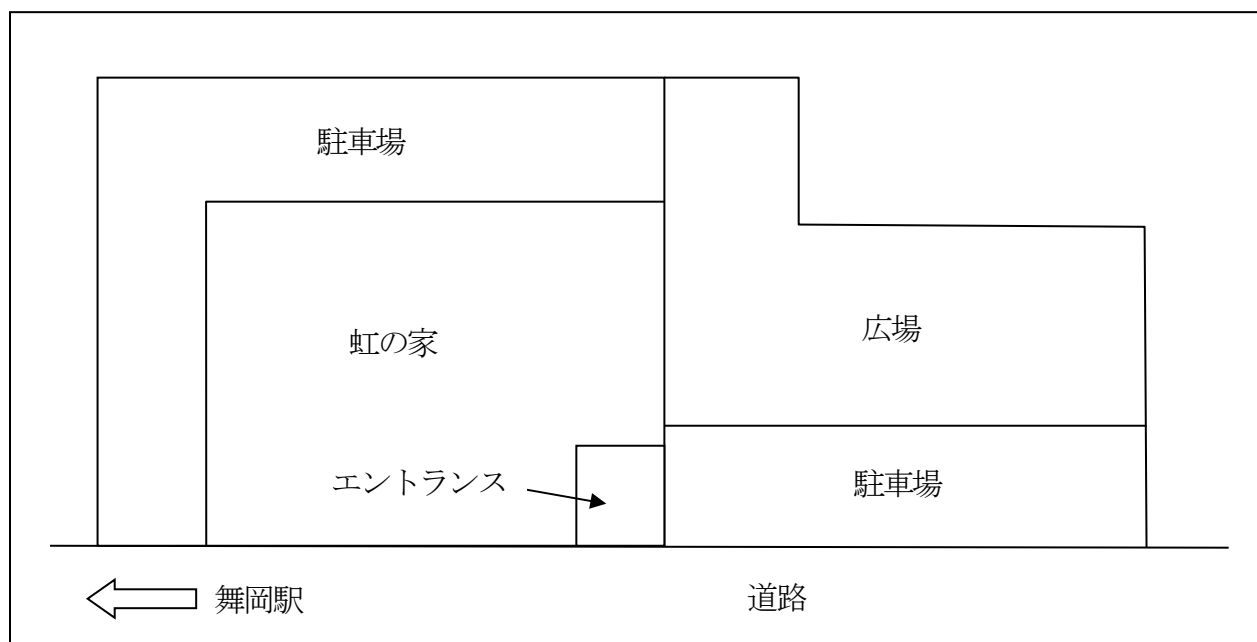 駐車場
虹の家
広場
エントランス
駐車場
舞岡駅
道路